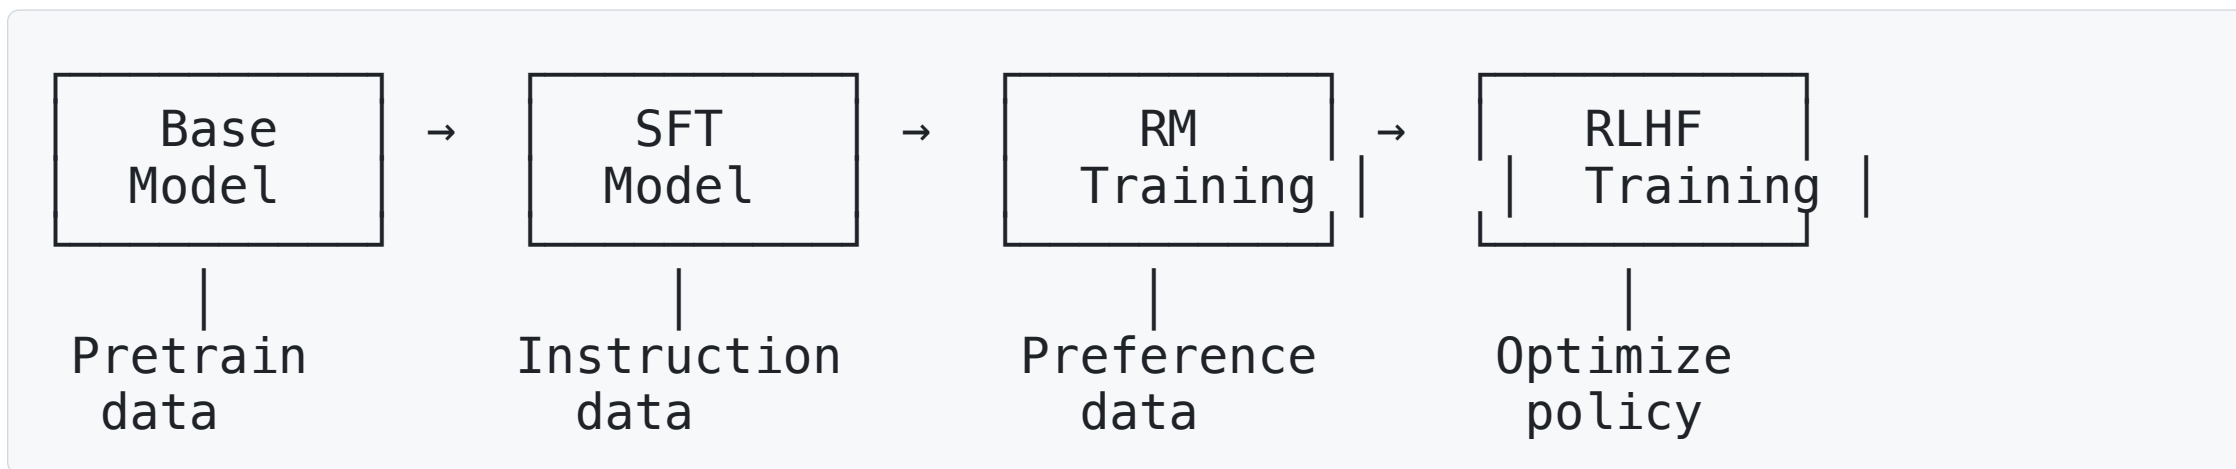 Base → SFT → RM → RLHF
Model Model Training Training
Pretrain Instruction Preference Optimize
data data data policy